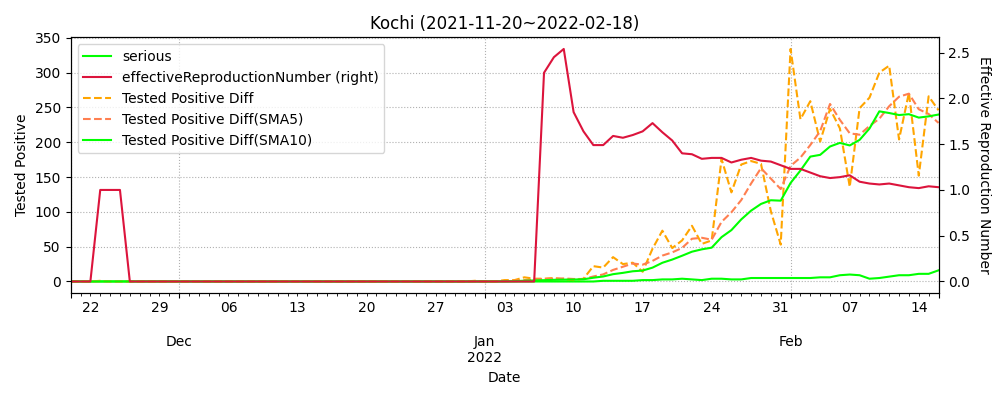 Kochi (2021-11-20~2022-02-18)
serious
effectiveReproductionNumber (right)
Tested Positive Diff
Tested Positive Diff(SMA5)
Tested Positive Diff(SMA10)
Tested Positive
350
300
250
200
150
100
50
0
2.5
2.0
1.5
1.0
0.5
0.0
Effective Reproduction Number
22 29 06 13 20 27 03 10 17 24 31 07 14
Dec Jan Feb
2022
Date